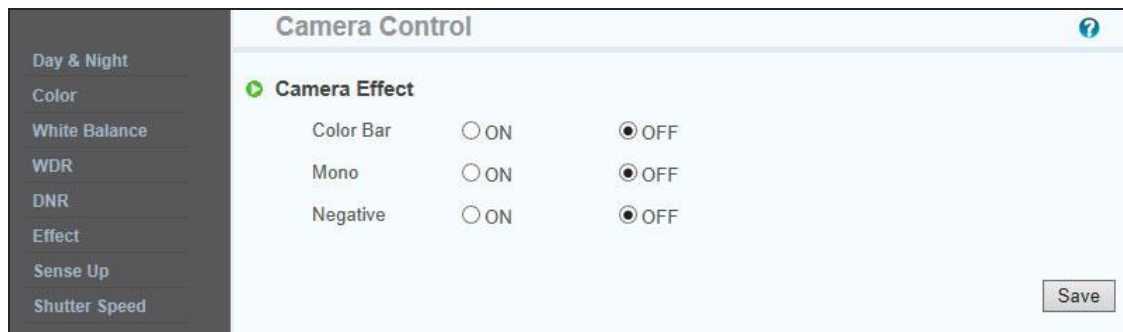 Camera Control
?
Day & Night
Color
White Balance
WDR
DNR
Effect
Sense Up
Shutter Speed
Camera Effect
Color Bar ON OFF
Mono ON OFF
Negative ON OFF
Save